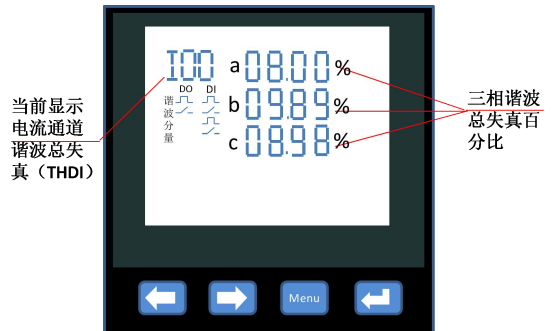 当前显示
电流通道
谐波总失
真（THDI）
I00
DO DI
谐波分量
a 08.00%
b 09.89%
c 08.98%
三相谐波
总失真百
分比
Menu